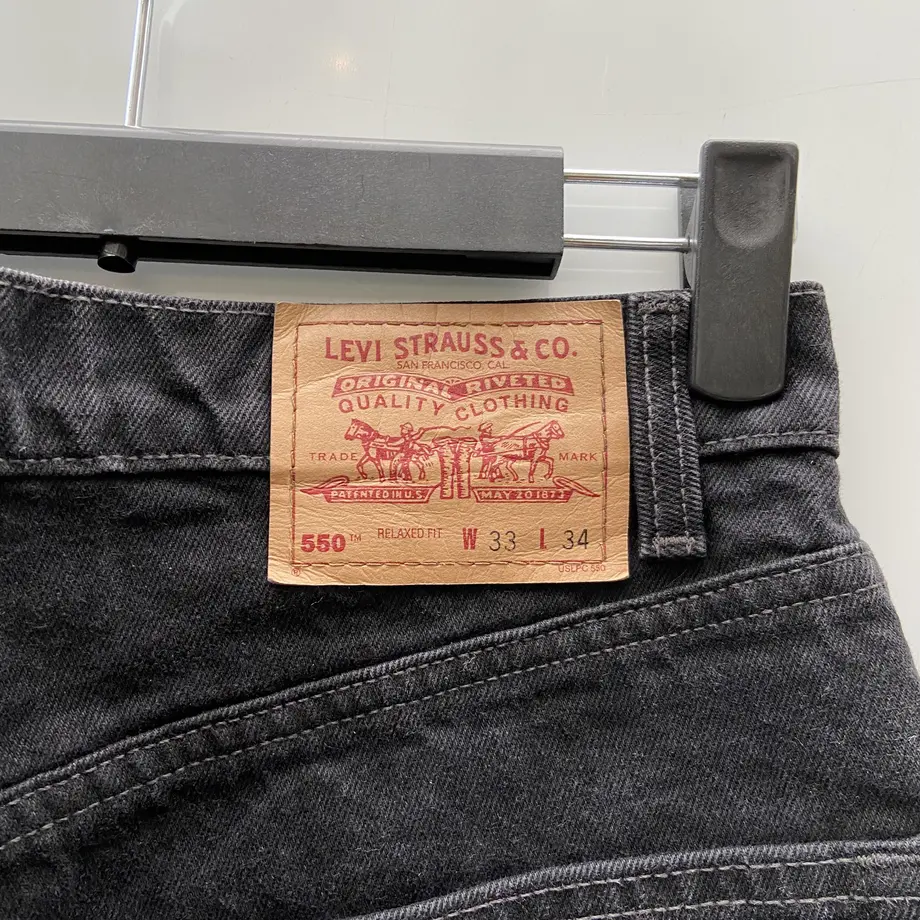 LEVI STRAUSS & CO.
SAN FRANCISCO, CAL
ORIGINAL RIVETED
QUALITY CLOTHING
TRADE MARK
PATENTED IN U.S. MAY 20 1873
550™ RELAXED FIT W 33 L 34
® USLPC 550